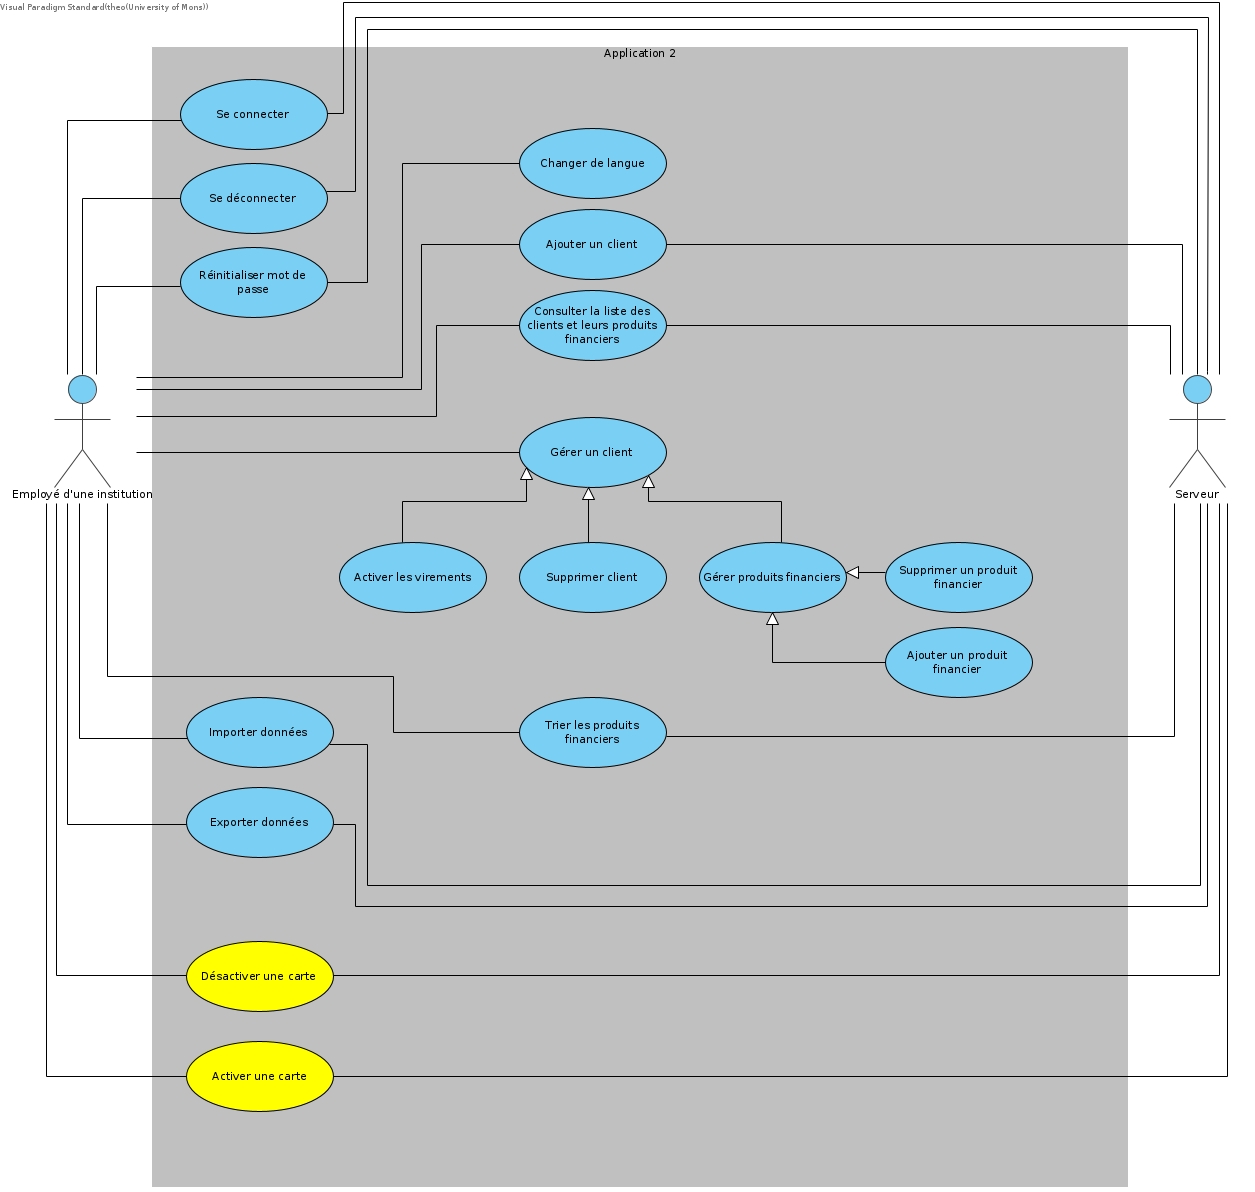 Visual Paradigm Standard(theo(University of Mons))
Application 2
Se connecter
Changer de langue
Se déconnecter
Ajouter un client
Réinitialiser mot de
passe
Consulter la liste des
clients et leurs produits
financiers
Gérer un client
Employé d'une institution
Serveur
Activer les virements
Supprimer client
Gérer produits financiers
Supprimer un produit
financier
Ajouter un produit
financier
Importer données
Trier les produits
financiers
Exporter données
Désactiver une carte
Activer une carte